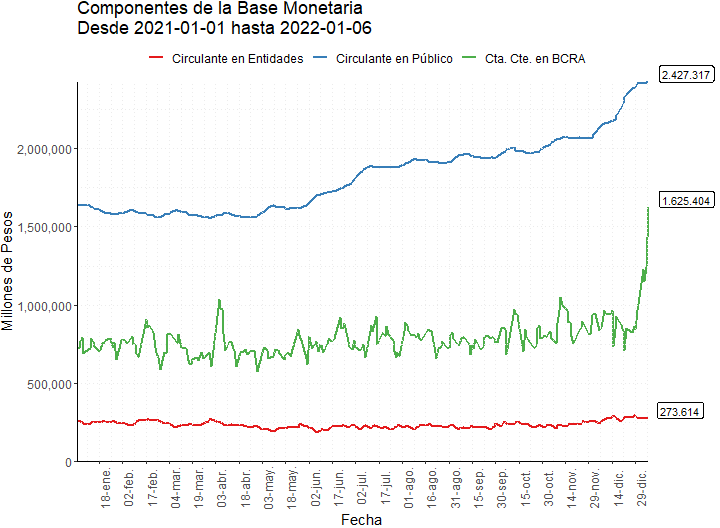 Componentes de la Base Monetaria
Desde 2021-01-01 hasta 2022-01-06
Circulante en Entidades Circulante en Público Cta. Cte. en BCRA
2.427.317
2,000,000
1.625.404
1,500,000
Millones de Pesos
1,000,000
500,000
273.614
0
18-ene. 02-feb. 17-feb. 04-mar. 19-mar. 03-abr. 18-abr. 03-may. 18-may. 02-jun. 17-jun. 02-jul. 17-jul. 01-ago. 16-ago. 31-ago. 15-sep. 30-sep. 15-oct. 30-oct. 14-nov. 29-nov. 14-dic. 29-dic.
Fecha